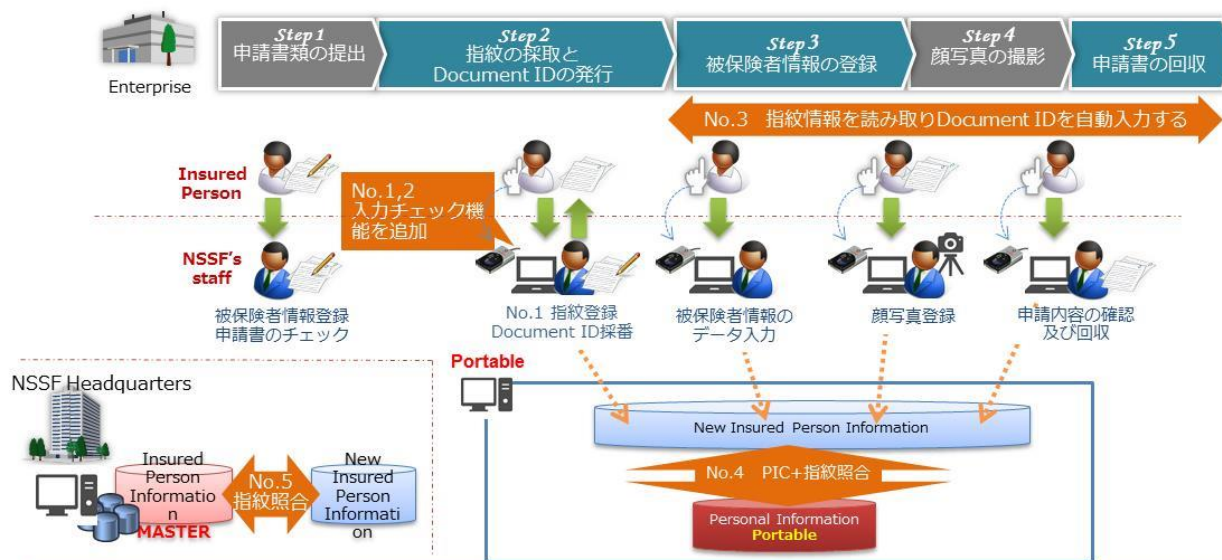 Enterprise
Step 1
申請書類の提出
Step 2
指紋の採取と
Document IDの発行
Step 3
被保険者情報の登録
Step 4
顔写真の撮影
Step 5
申請書の回収
No.3 指紋情報を読み取りDocument IDを自動入力する
Insured
Person
No.1,2
入力チェック機
能を追加
NSSF's
staff
被保険者情報登録
申請書のチェック
No.1 指紋登録
Document ID採番
被保険者情報の
データ入力
顔写真登録
申請内容の確認
及び回収
NSSF Headquarters
Insured
Person
Informatio
n
MASTER
No.5
指紋照合
New
Insured
Person
Informati
on
Portable
New Insured Person Information
No.4 PIC+指紋照合
Personal Information
Portable